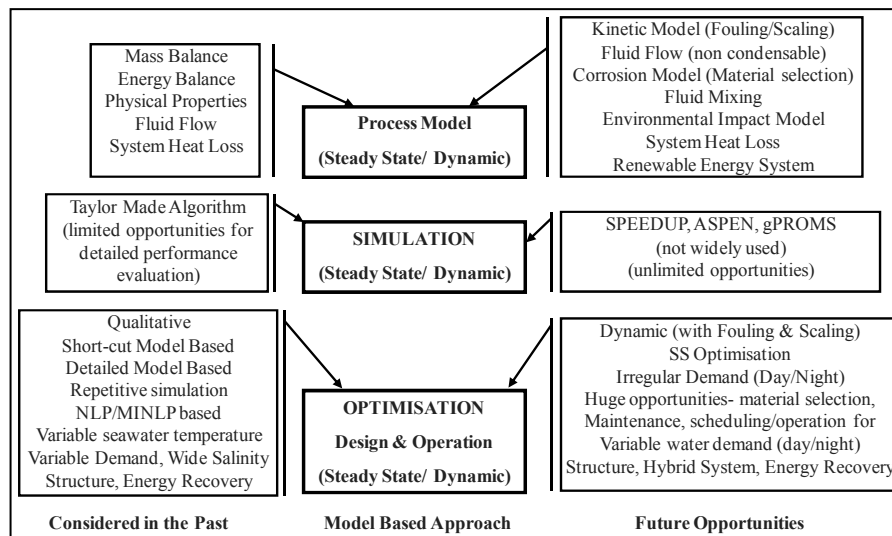 Mass Balance
Energy Balance
Physical Properties
Fluid Flow
System Heat Loss
Process Model
(Steady State/ Dynamic)
Kinetic Model (Fouling/Scaling)
Fluid Flow (non condensable)
Corrosion Model (Material selection)
Fluid Mixing
Environmental Impact Model
System Heat Loss
Renewable Energy System
Taylor Made Algorithm
(limited opportunities for
detailed performance
evaluation)
SIMULATION
(Steady State/ Dynamic)
SPEEDUP, ASPEN, gPROMS
(not widely used)
(unlimited opportunities)
Qualitative
Short-cut Model Based
Detailed Model Based
Repetitive simulation
NLP/MINLP based
Variable seawater temperature
Variable Demand, Wide Salinity
Structure, Energy Recovery
OPTIMISATION
Design & Operation
(Steady State/ Dynamic)
Dynamic (with Fouling & Scaling)
SS Optimisation
Irregular Demand (Day/Night)
Huge opportunities- material selection,
Maintenance, scheduling/operation for
Variable water demand (day/night)
Structure, Hybrid System, Energy Recovery
Considered in the Past
Model Based Approach
Future Opportunities